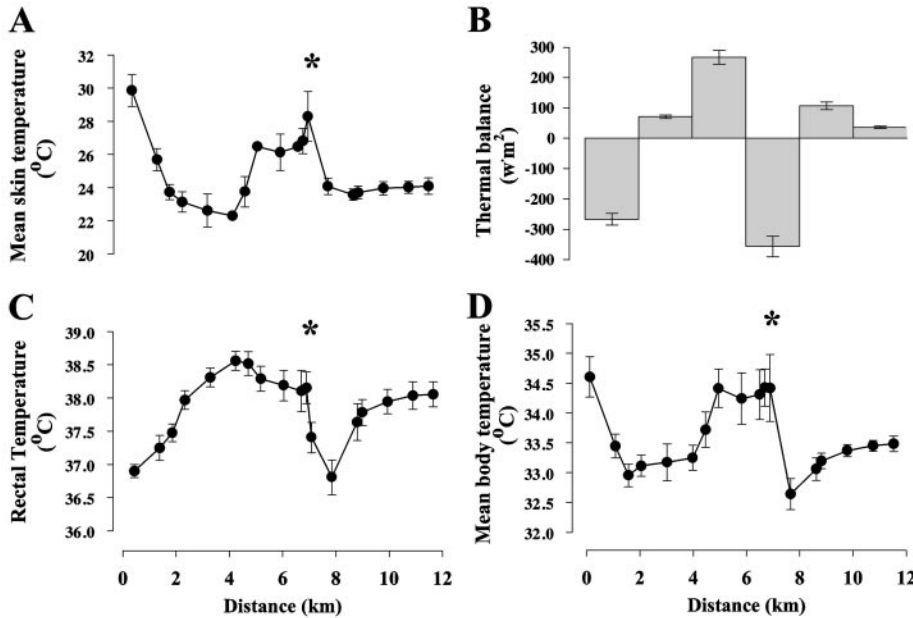 A
Mean skin temperature
(⁰C)
32
30
28
26
24
22
20
*
B
Thermal balance
(w·m²)
300
200
100
0
-100
-200
-300
-400
C
Rectal Temperature
(⁰C)
39.0
38.5
38.0
37.5
37.0
36.5
36.0
*
0 2 4 6 8 10 12
Distance (km)
D
Mean body temperature
(⁰C)
35.5
35.0
34.5
34.0
33.5
33.0
32.5
32.0
*
0 2 4 6 8 10 12
Distance (km)